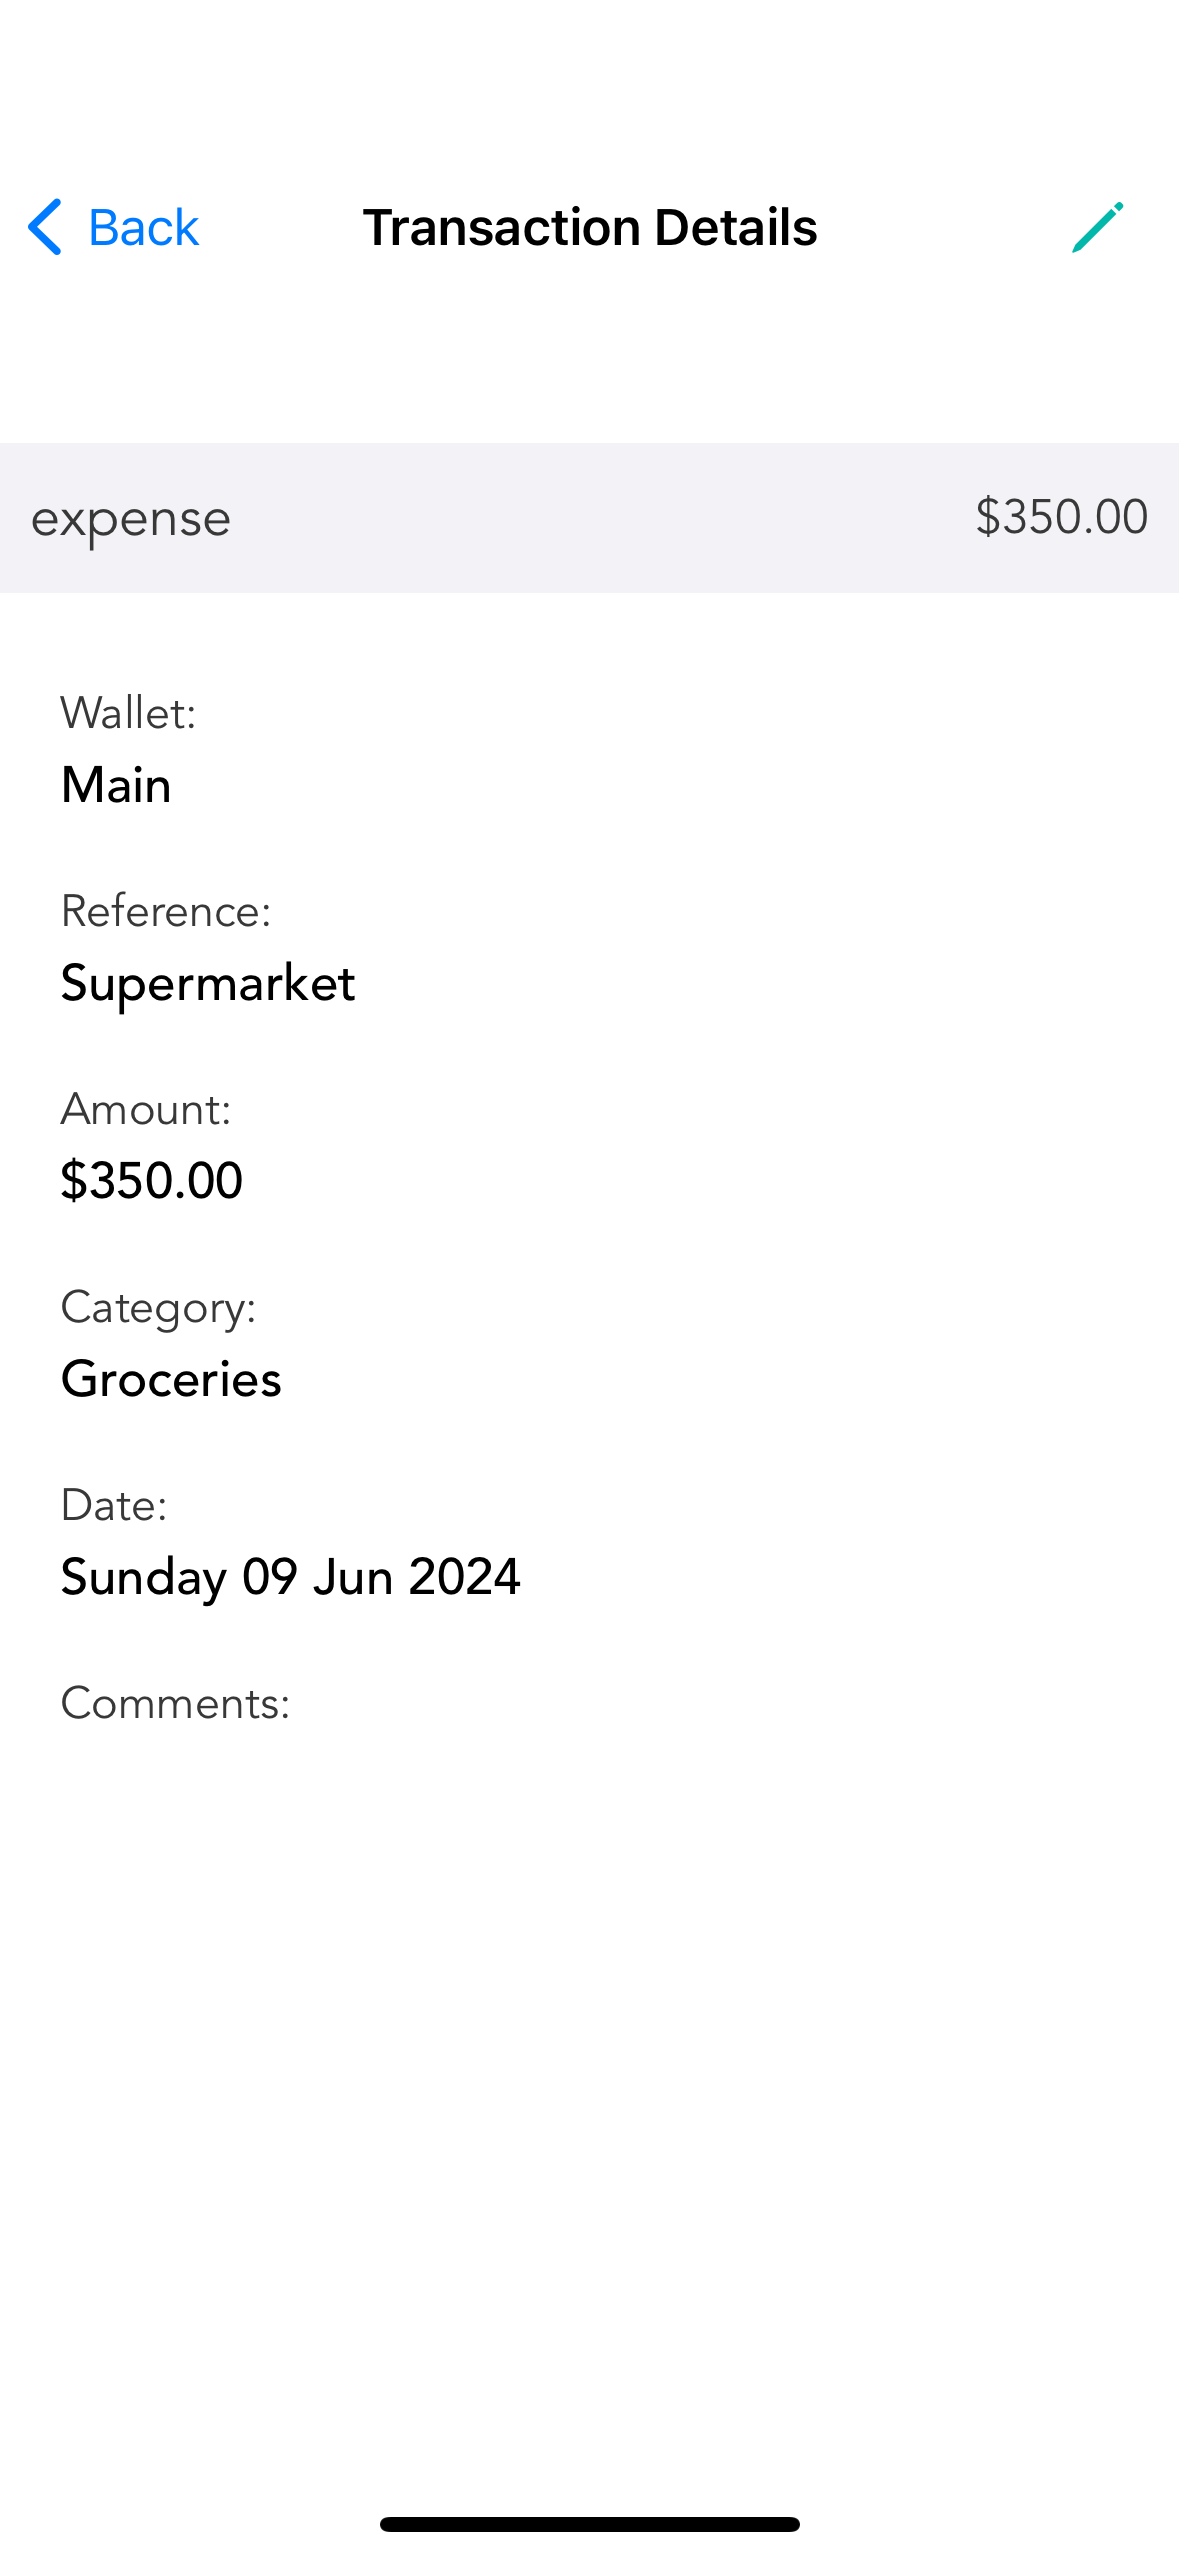 Back
Transaction Details
expense
$350.00
Wallet:
Main
Reference:
Supermarket
Amount:
$350.00
Category:
Groceries
Date:
Sunday 09 Jun 2024
Comments: